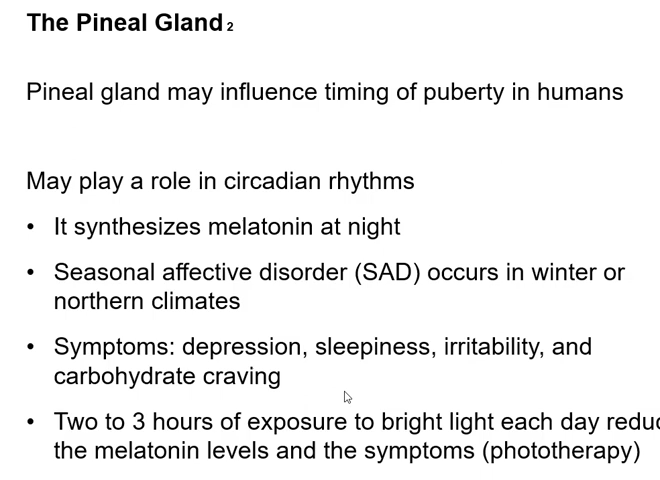 The Pineal Gland 2
Pineal gland may influence timing of puberty in humans
May play a role in circadian rhythms
• It synthesizes melatonin at night
• Seasonal affective disorder (SAD) occurs in winter or
northern climates
• Symptoms: depression, sleepiness, irritability, and
carbohydrate craving
• Two to 3 hours of exposure to bright light each day
the melatonin levels and the symptoms (phototherapy)